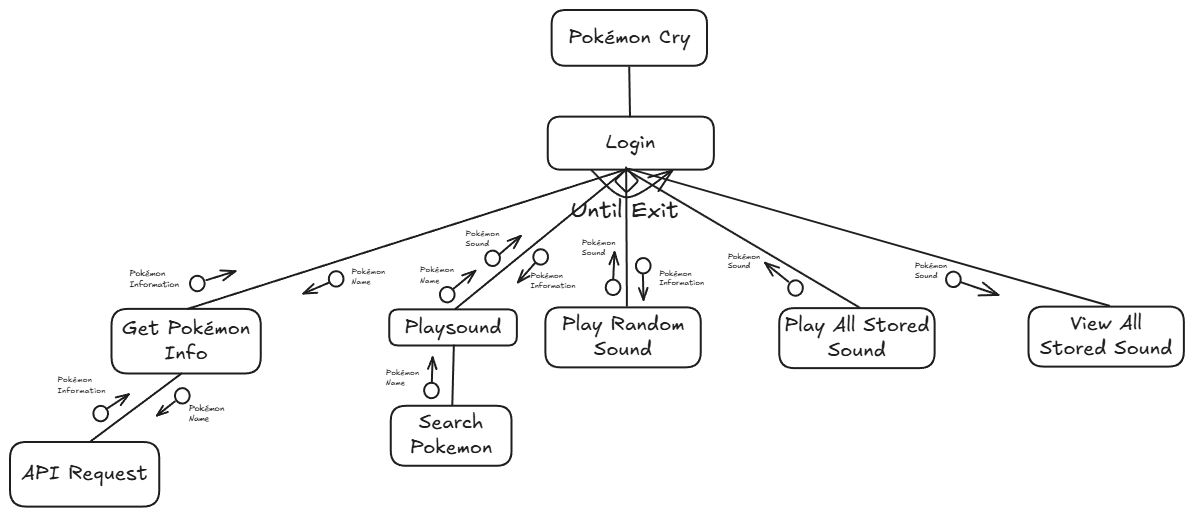 Pokémon Cry
Login
Until Exit
Pokémon
Sound
Pokémon
Sound
Pokémon
Sound
Pokémon
Sound
Pokémon
Information
Pokémon
Name
Pokémon
Name
Pokémon
Information
Pokémon
Information
Get Pokémon
Info
Playsound
Play Random
Sound
Play All Stored
Sound
View All
Stored Sound
Pokémon
Information
Pokémon
Name
Pokémon
Name
Search
Pokemon
API Request